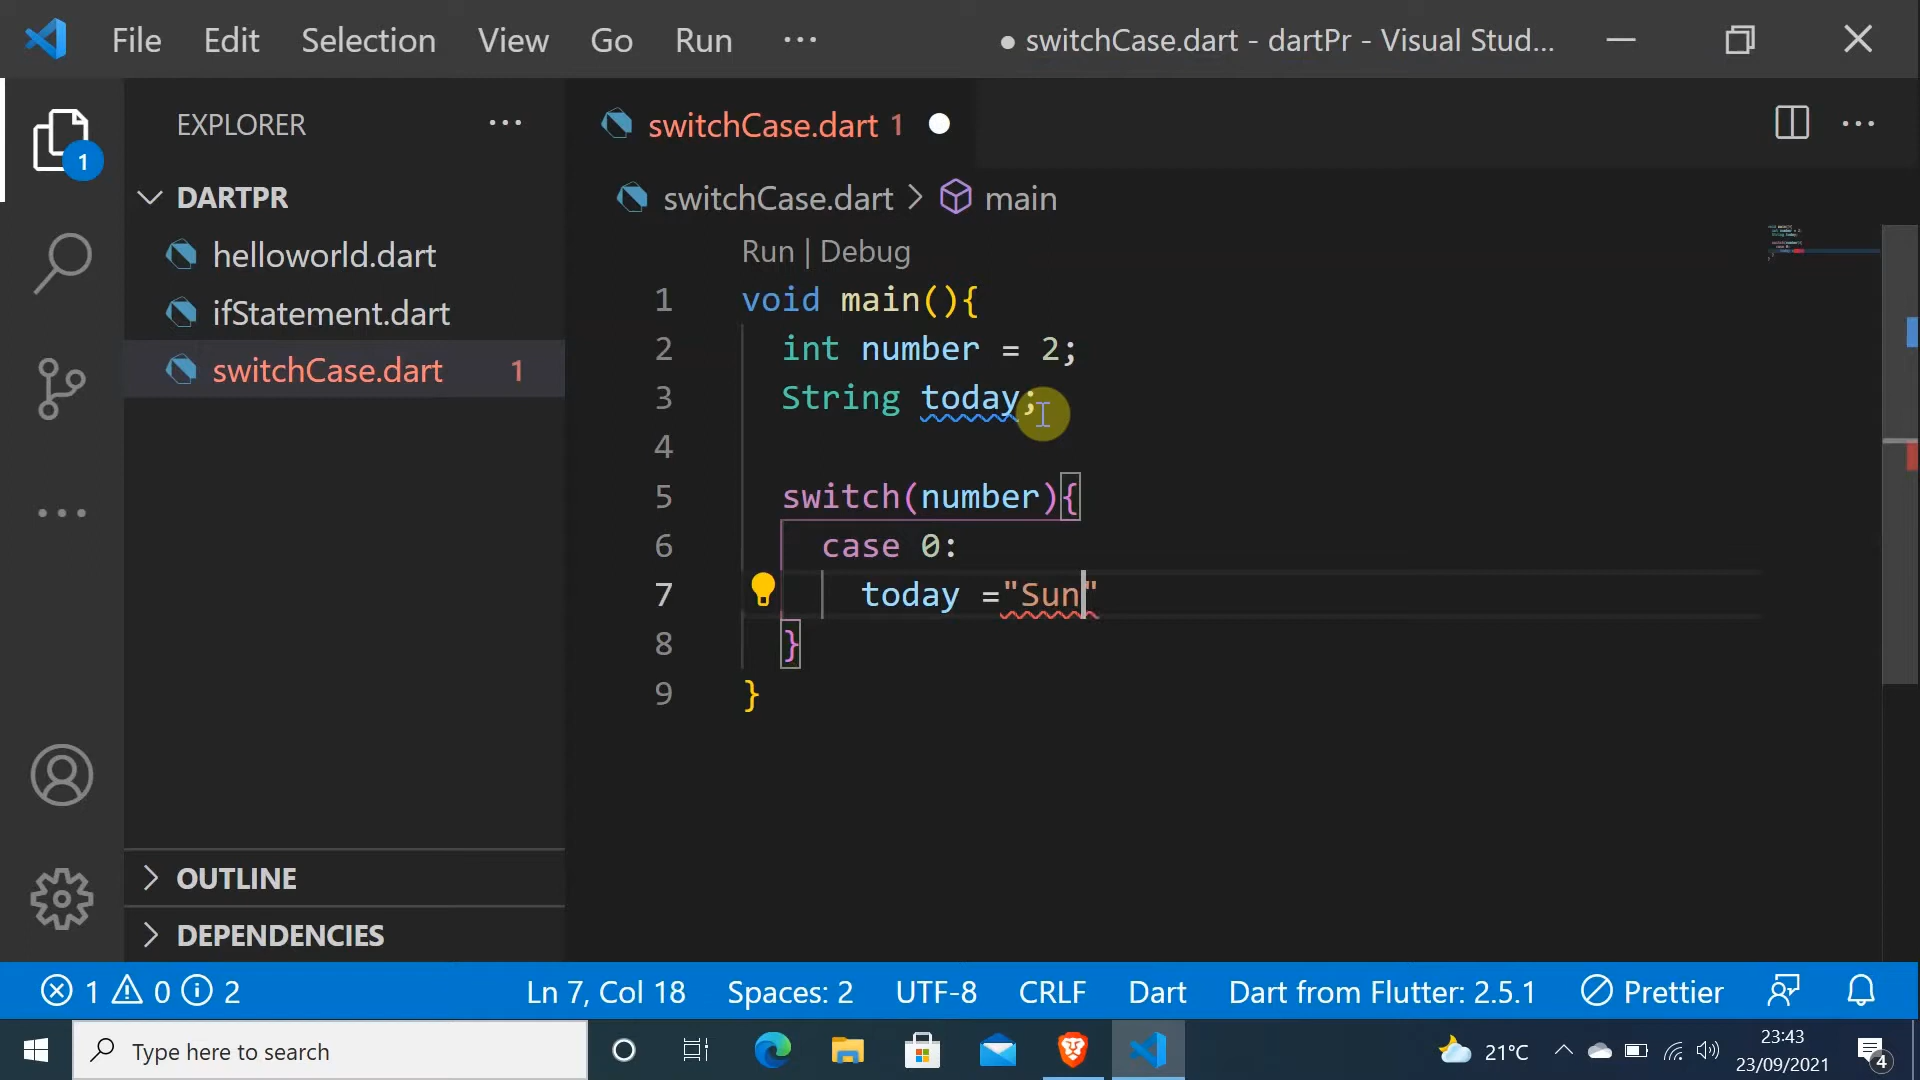 File Edit Selection View Go Run ··· ● switchCase.dart - dartPr - Visual Stud...
EXPLORER ···
switchCase.dart 1 ●
1
DARTPR
switchCase.dart > main
helloworld.dart
ifStatement.dart
switchCase.dart 1
Run | Debug
1 void main(){
2 int number = 2;
3 String today;
4
5 switch(number){
6 case 0:
7 today ="Sun"
8 }
9 }
OUTLINE
DEPENDENCIES
1 0 2 Ln 7, Col 18 Spaces: 2 UTF-8 CRLF Dart Dart from Flutter: 2.5.1 Prettier
Type here to search
21°C
23:43
23/09/2021
4